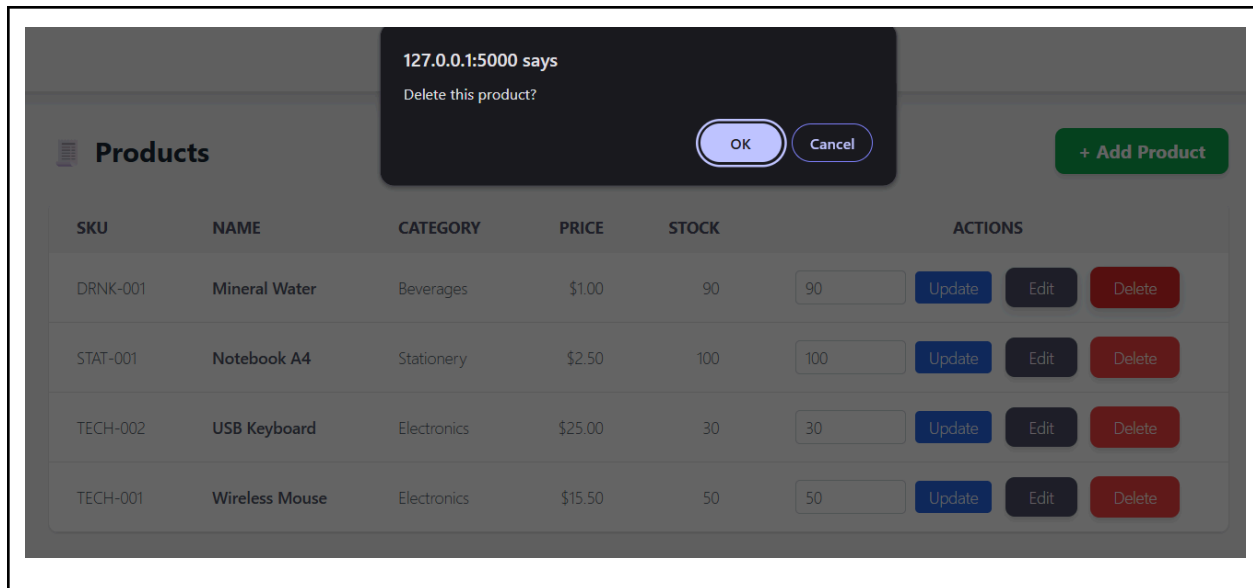 127.0.0.1:5000 says
Delete this product?
OK Cancel
Products + Add Product
SKU NAME CATEGORY PRICE STOCK ACTIONS
DRNK-001 Mineral Water Beverages $1.00 90 90 Update Edit Delete
STAT-001 Notebook A4 Stationery $2.50 100 100 Update Edit Delete
TECH-002 USB Keyboard Electronics $25.00 30 30 Update Edit Delete
TECH-001 Wireless Mouse Electronics $15.50 50 50 Update Edit Delete